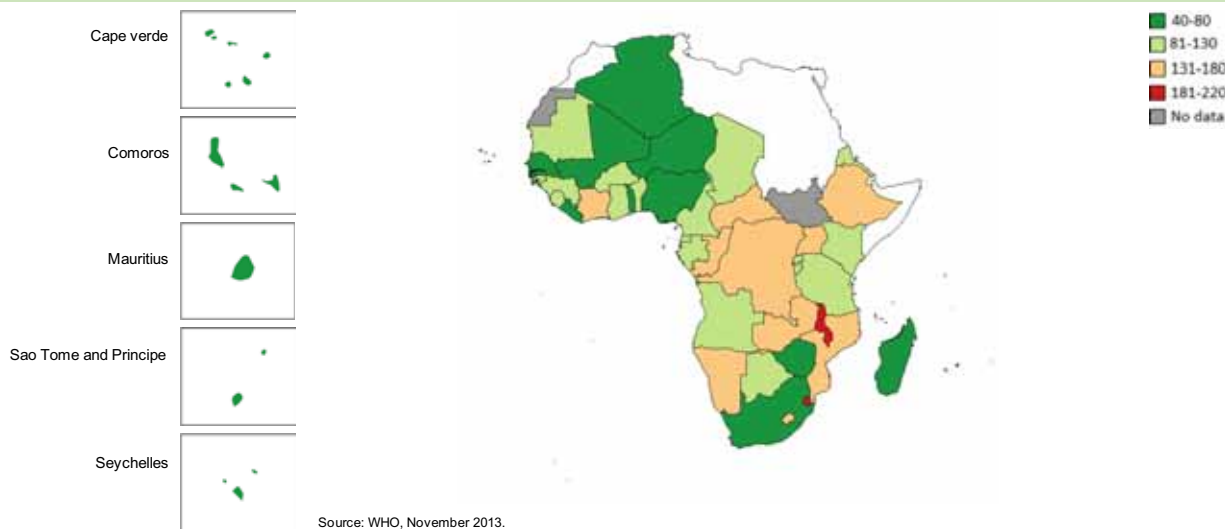 Cape verde
Comoros
Mauritius
Sao Tome and Principe
Seychelles
40-80
81-130
131-180
181-220
No data
Source: WHO, November 2013.